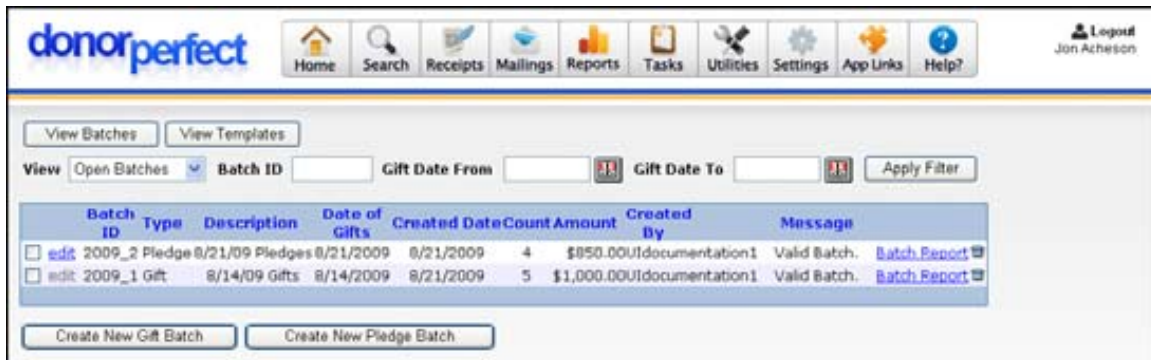 donorperfect
Home Search Receipts Mailings Reports Tasks Utilities Settings App Links Help?
Logout
Jon Acheson
View Batches View Templates
View Open Batches Batch ID Gift Date From Gift Date To Apply Filter
Batch ID Type Description Date of Gifts Created Date Count Amount Created By Message
edit 2009_2 Pledge 8/21/09 Pledges 8/21/2009 8/21/2009 4 $850.00 UIdocumentation1 Valid Batch. Batch Report
edit 2009_1 Gift 8/14/09 Gifts 8/14/2009 8/21/2009 5 $1,000.00 UIdocumentation1 Valid Batch. Batch Report
Create New Gift Batch Create New Pledge Batch